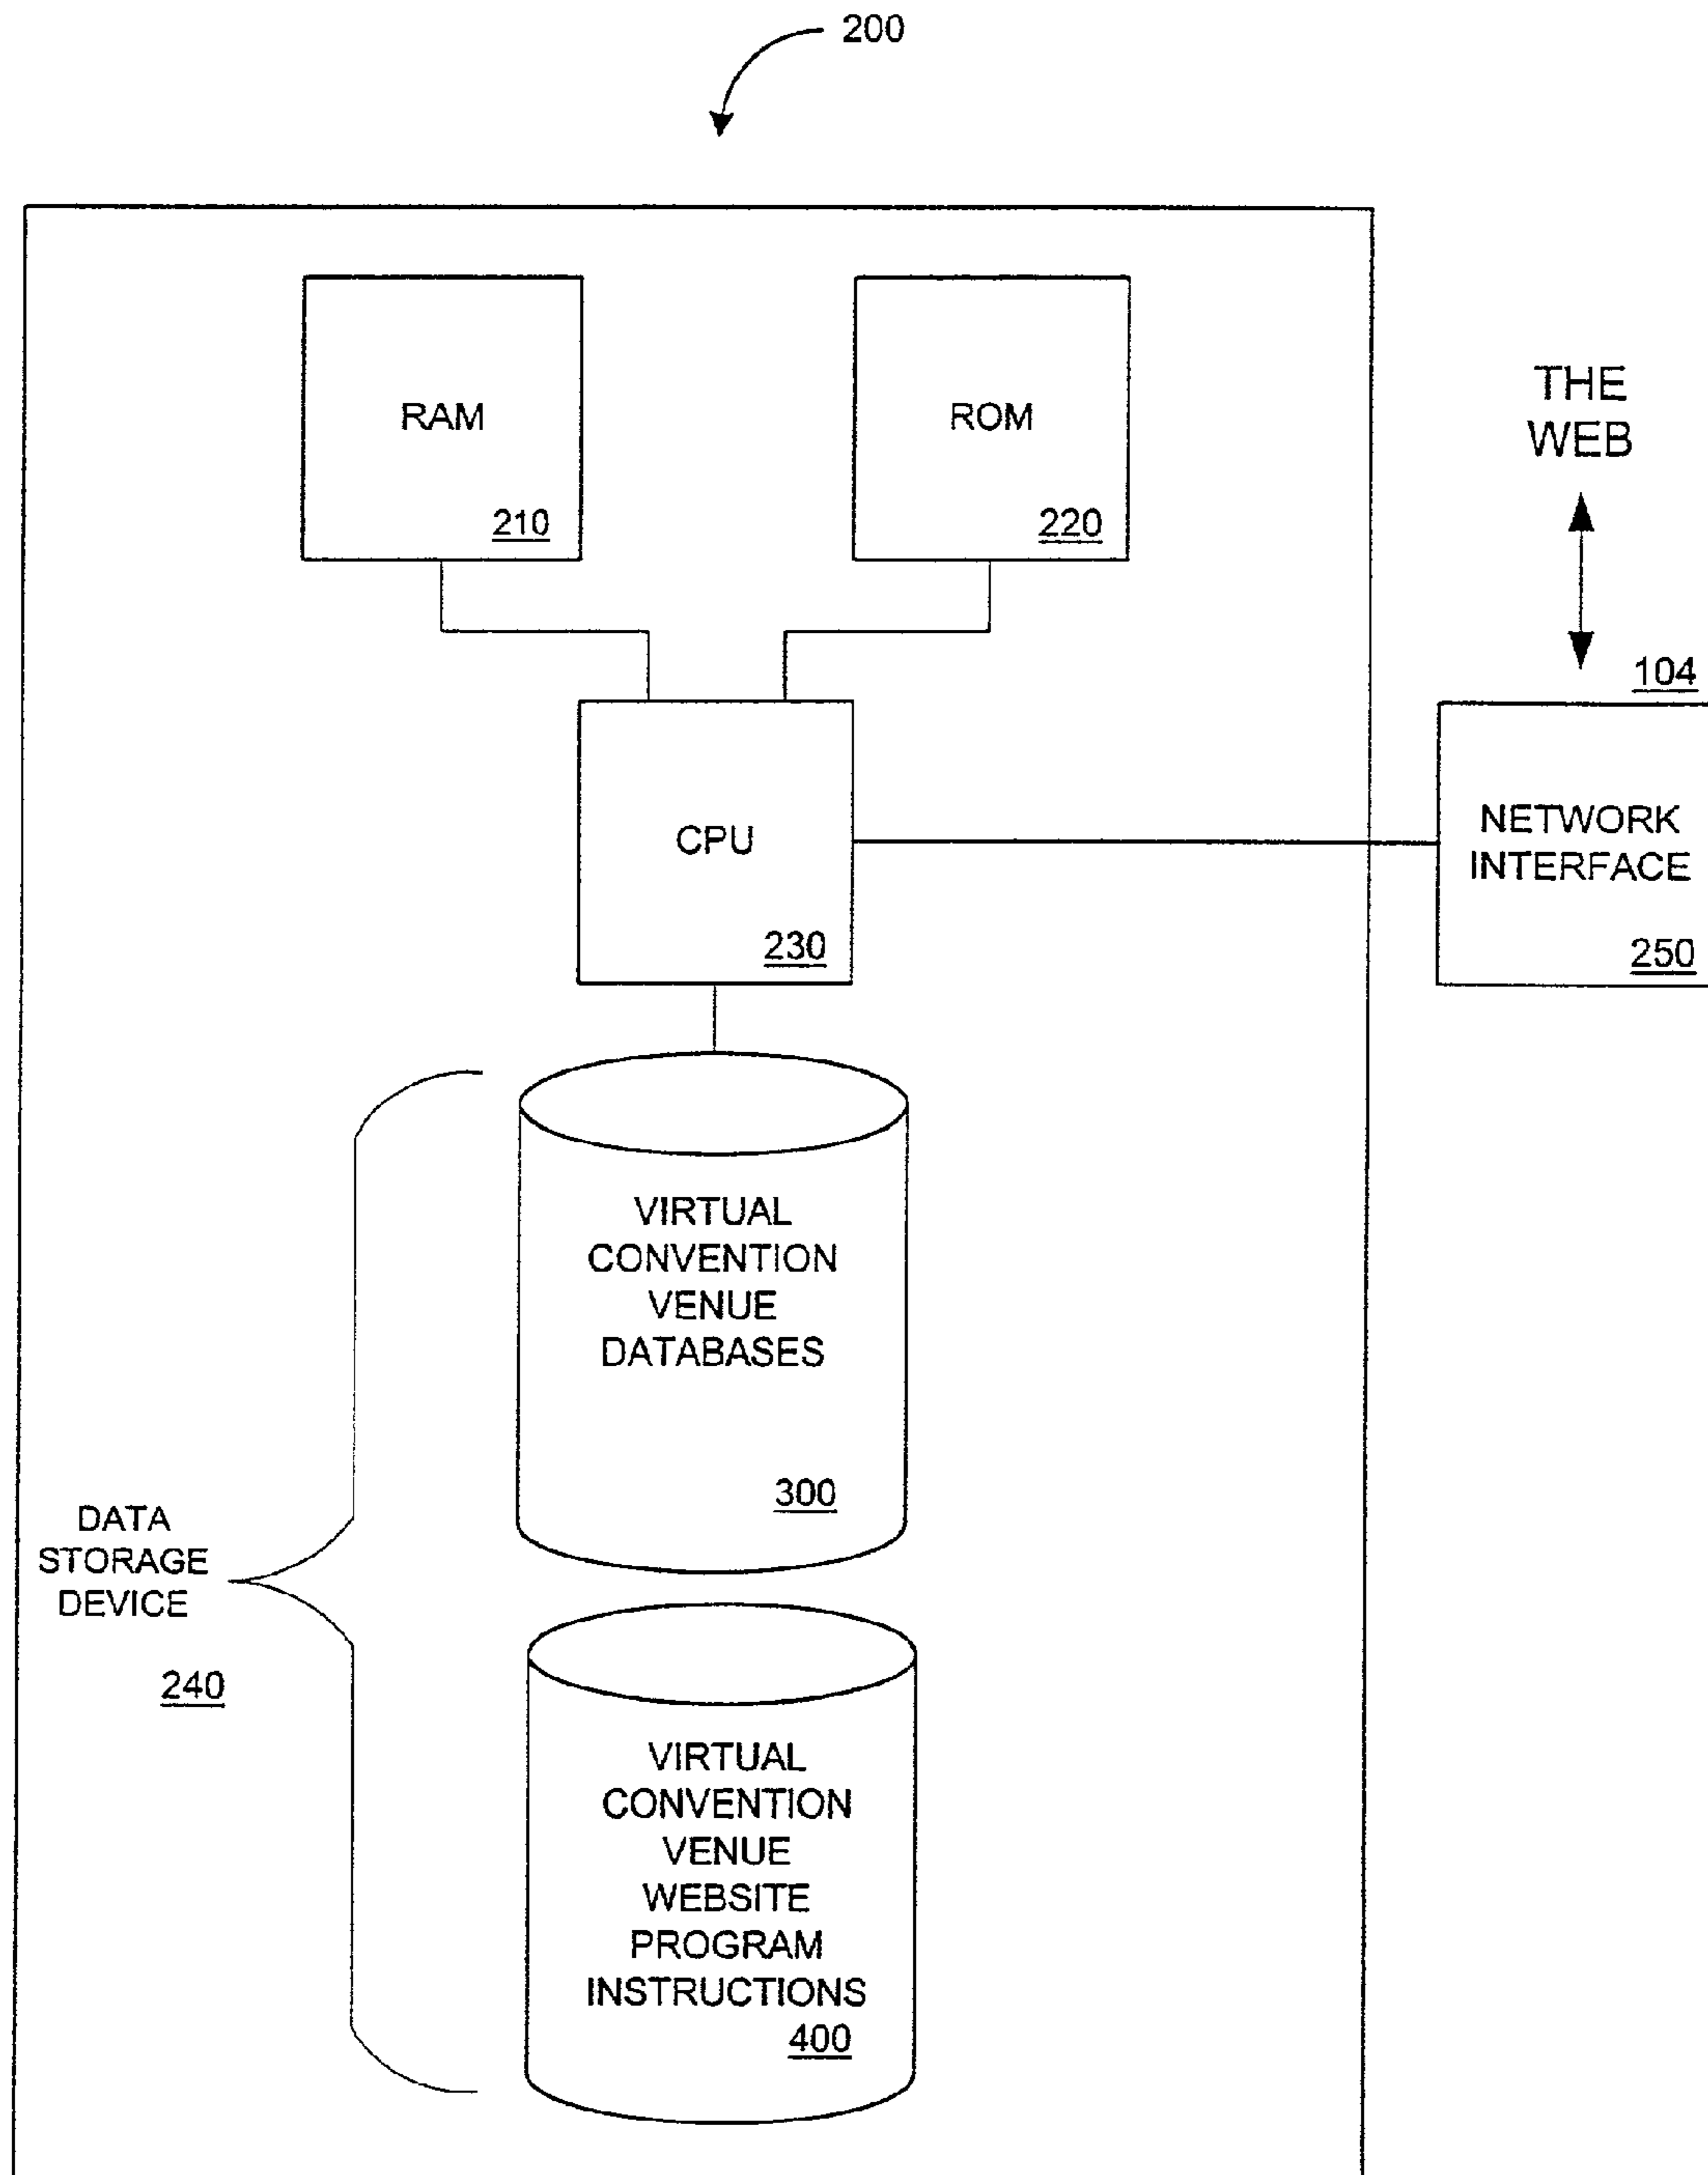 200
RAM
210
ROM
220
THE
WEB
104
CPU
230
NETWORK
INTERFACE
250
VIRTUAL
CONVENTION
VENUE
DATABASES
300
DATA
STORAGE
DEVICE
240
VIRTUAL
CONVENTION
VENUE
WEBSITE
PROGRAM
INSTRUCTIONS
400